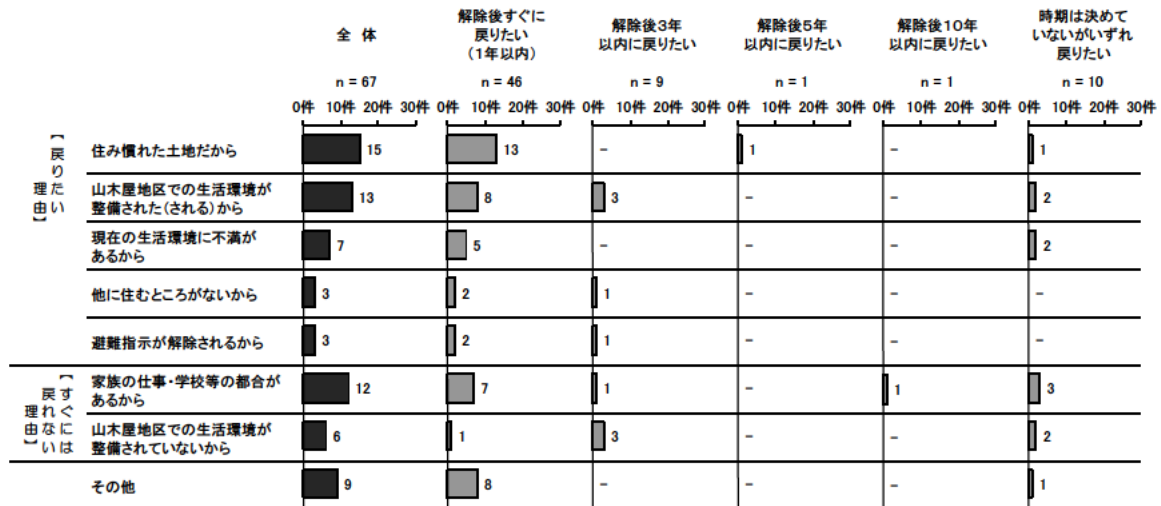 全 体
解除後すぐに
戻りたい
(1年以内)
解除後3年
以内に戻りたい
解除後5年
以内に戻りたい
解除後10年
以内に戻りたい
時期は決めて
いないがいずれ
戻りたい
n = 67
n = 46
n = 9
n = 1
n = 1
n = 10
0件 10件 20件 30件 0件 10件 20件 30件 0件 10件 20件 30件 0件 10件 20件 30件 0件 10件 20件 30件 0件 10件 20件 30件
【戻りたい
理由】
住み慣れた土地だから
15 13 - 1 - 1
山木屋地区での生活環境が
整備された(される)から
13 8 3 - - 2
現在の生活環境に不満が
あるから
7 5 - - - 2
他に住むところがないから
3 2 1 - - -
避難指示が解除されるから
3 2 1 - - -
【すぐには
戻れない
理由】
家族の仕事・学校等の都合が
あるから
12 7 1 - 1 3
山木屋地区での生活環境が
整備されていないから
6 1 3 - - 2
その他
9 8 - - - 1